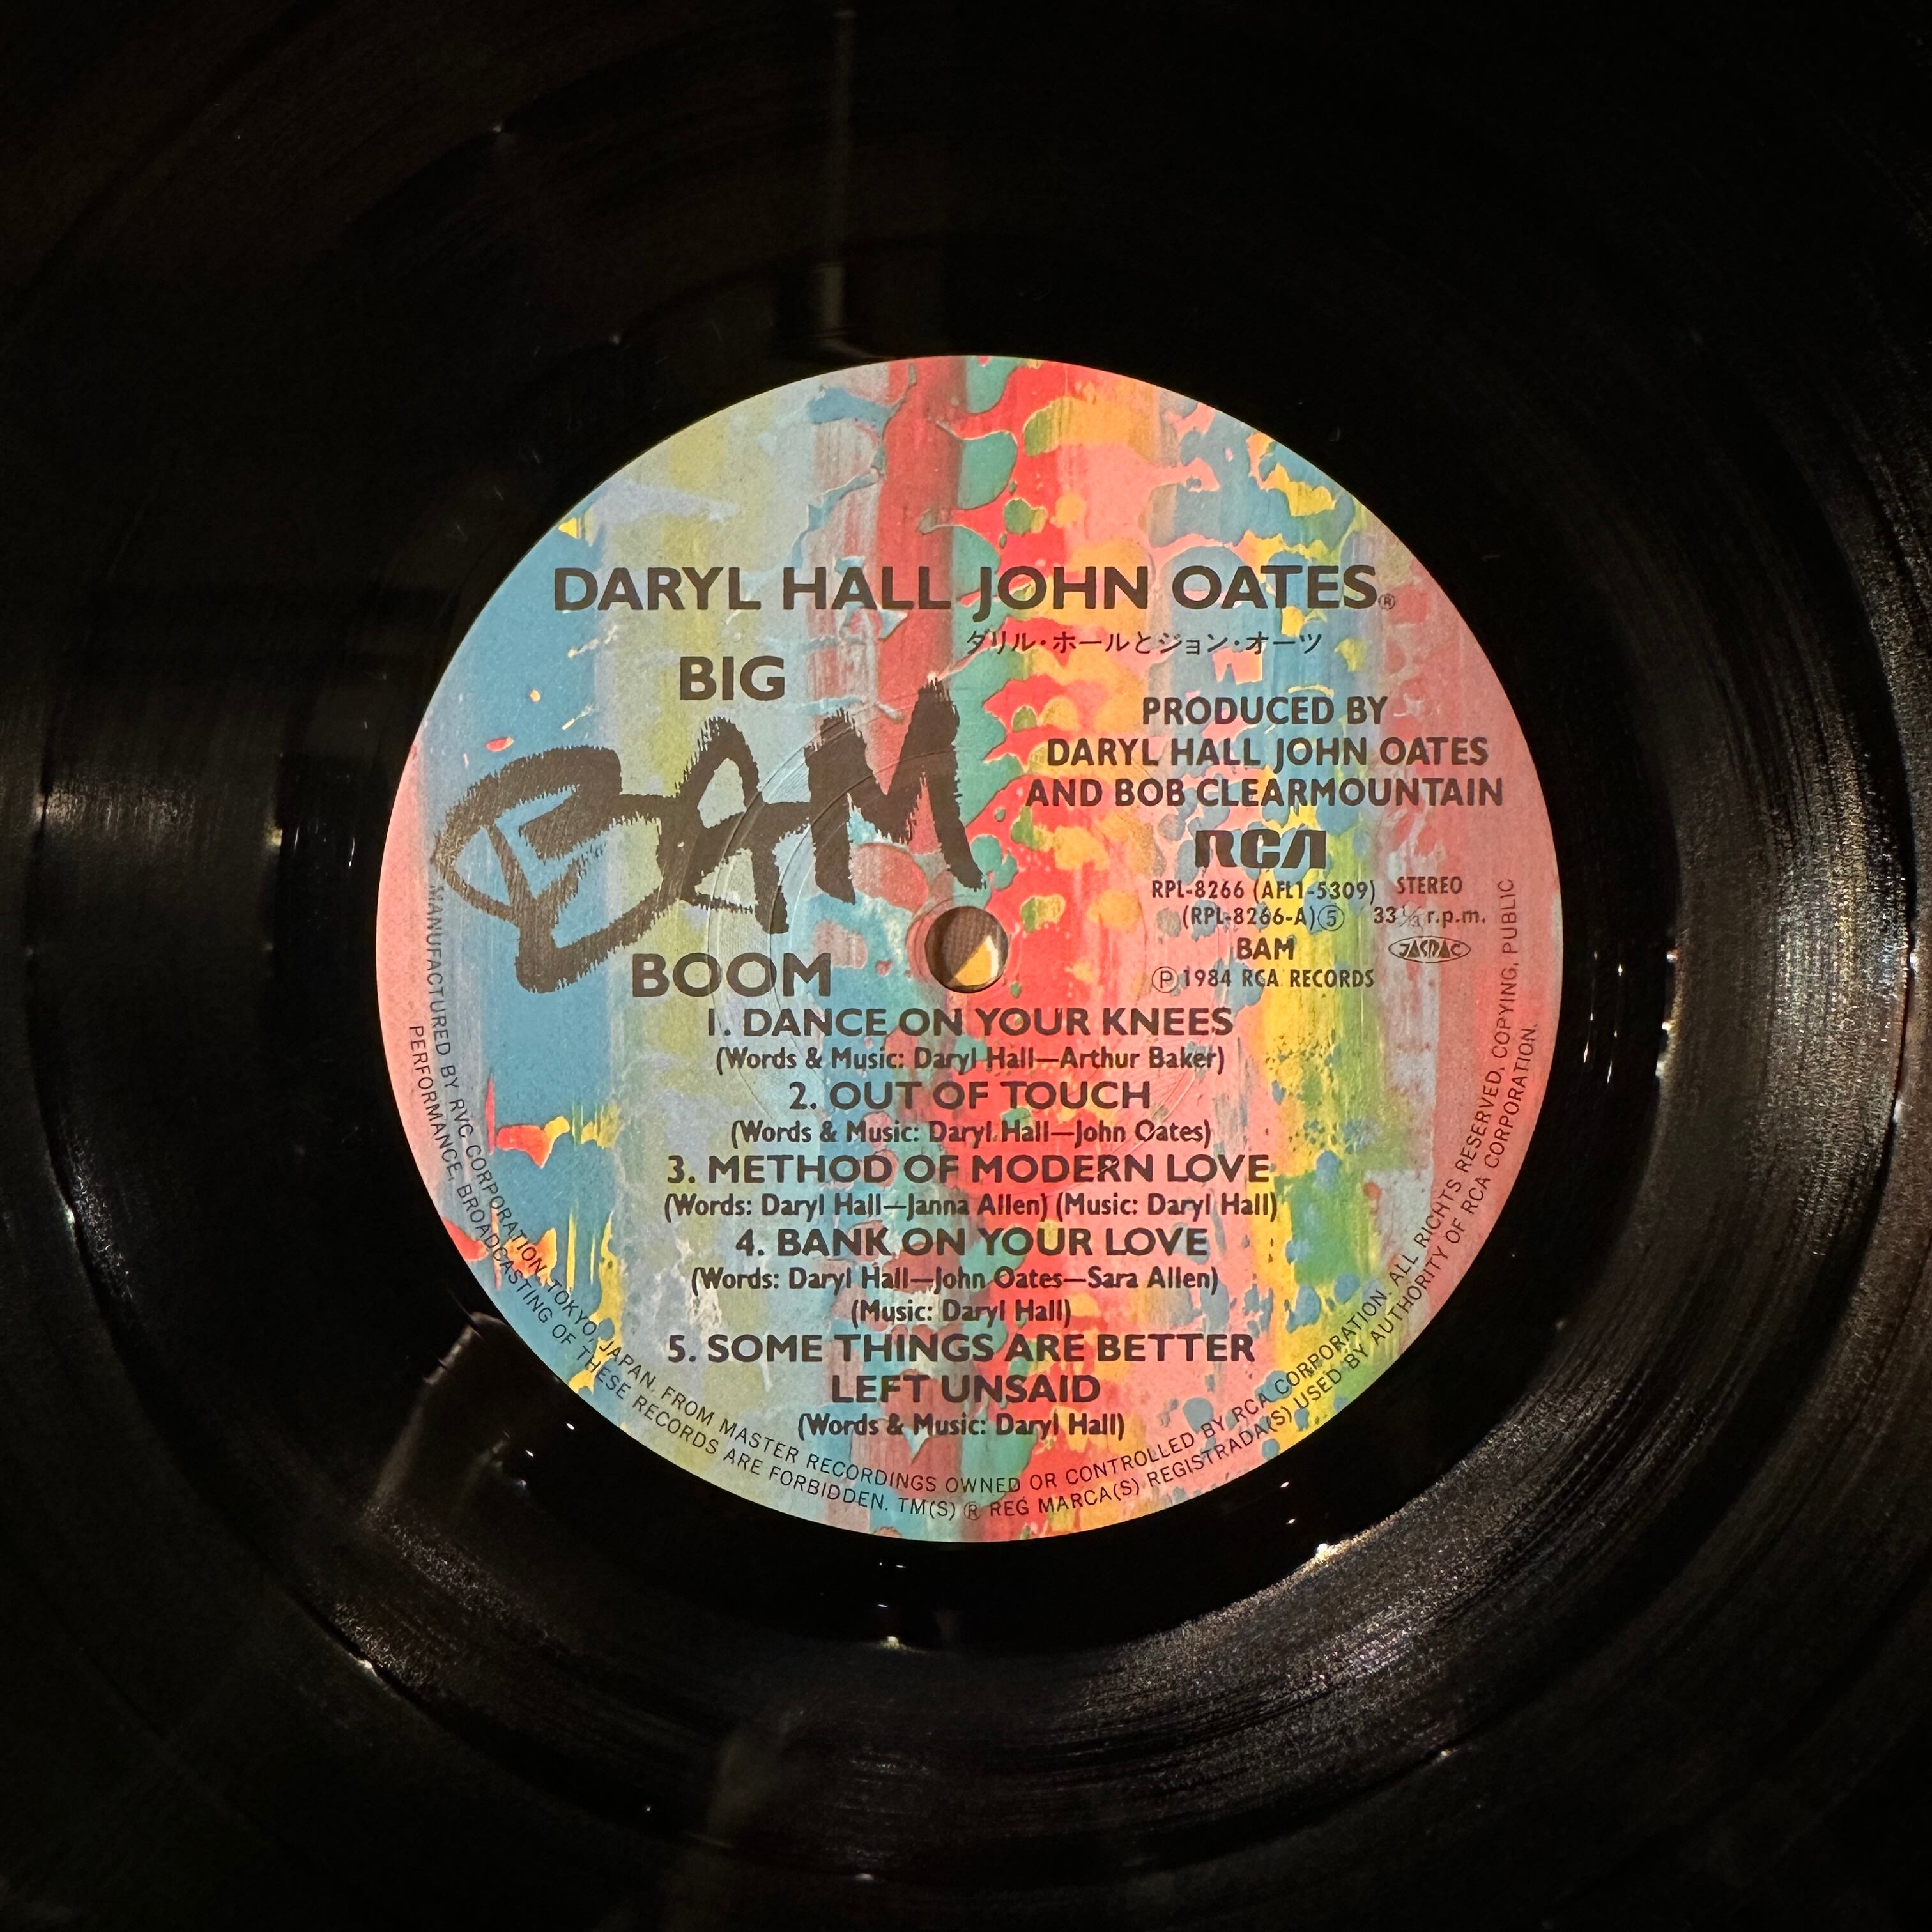 DARYL HALL JOHN OATES®
ダリル・ホールとジョン・オーツ
BIG
BAM
BOOM
PRODUCED BY
DARYL HALL JOHN OATES
AND BOB CLEARMOUNTAIN
RCA
RPL-8266 (AFL1-5309) STEREO
(RPL-8266-A)⑤ 33⅓ r.p.m.
BAM JASRAC
Ⓟ1984 RCA RECORDS
1. DANCE ON YOUR KNEES
(Words & Music: Daryl Hall—Arthur Baker)
2. OUT OF TOUCH
(Words & Music: Daryl Hall—John Oates)
3. METHOD OF MODERN LOVE
(Words: Daryl Hall—Janna Allen) (Music: Daryl Hall)
4. BANK ON YOUR LOVE
(Words: Daryl Hall—John Oates—Sara Allen)
(Music: Daryl Hall)
5. SOME THINGS ARE BETTER
LEFT UNSAID
(Words & Music: Daryl Hall)
MANUFACTURED BY RVC CORPORATION, TOKYO, JAPAN. FROM MASTER RECORDINGS OWNED OR CONTROLLED BY RCA CORPORATION. ALL RIGHTS RESERVED, COPYING, PUBLIC
PERFORMANCE, BROADCASTING OF THESE RECORDS ARE FORBIDDEN. TM(S) ® REG MARCA(S) REGISTRADA(S) USED BY AUTHORITY OF RCA CORPORATION.